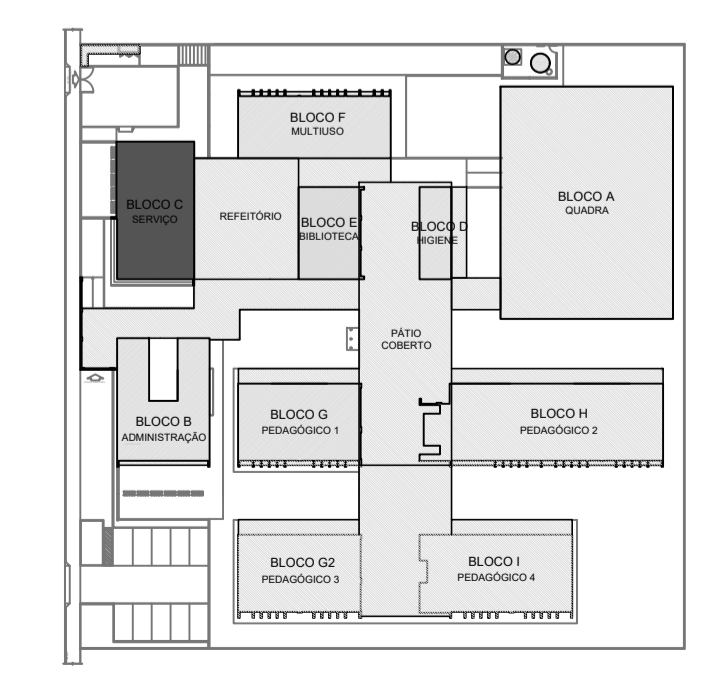 BLOCO F
MULTIUSO
BLOCO A
QUADRA
BLOCO C
SERVIÇO
REFEITÓRIO
BLOCO E
BIBLIOTECA
BLOCO D
HIGIENE
PÁTIO
COBERTO
BLOCO B
ADMINISTRAÇÃO
BLOCO G
PEDAGÓGICO 1
BLOCO H
PEDAGÓGICO 2
BLOCO G2
PEDAGÓGICO 3
BLOCO I
PEDAGÓGICO 4